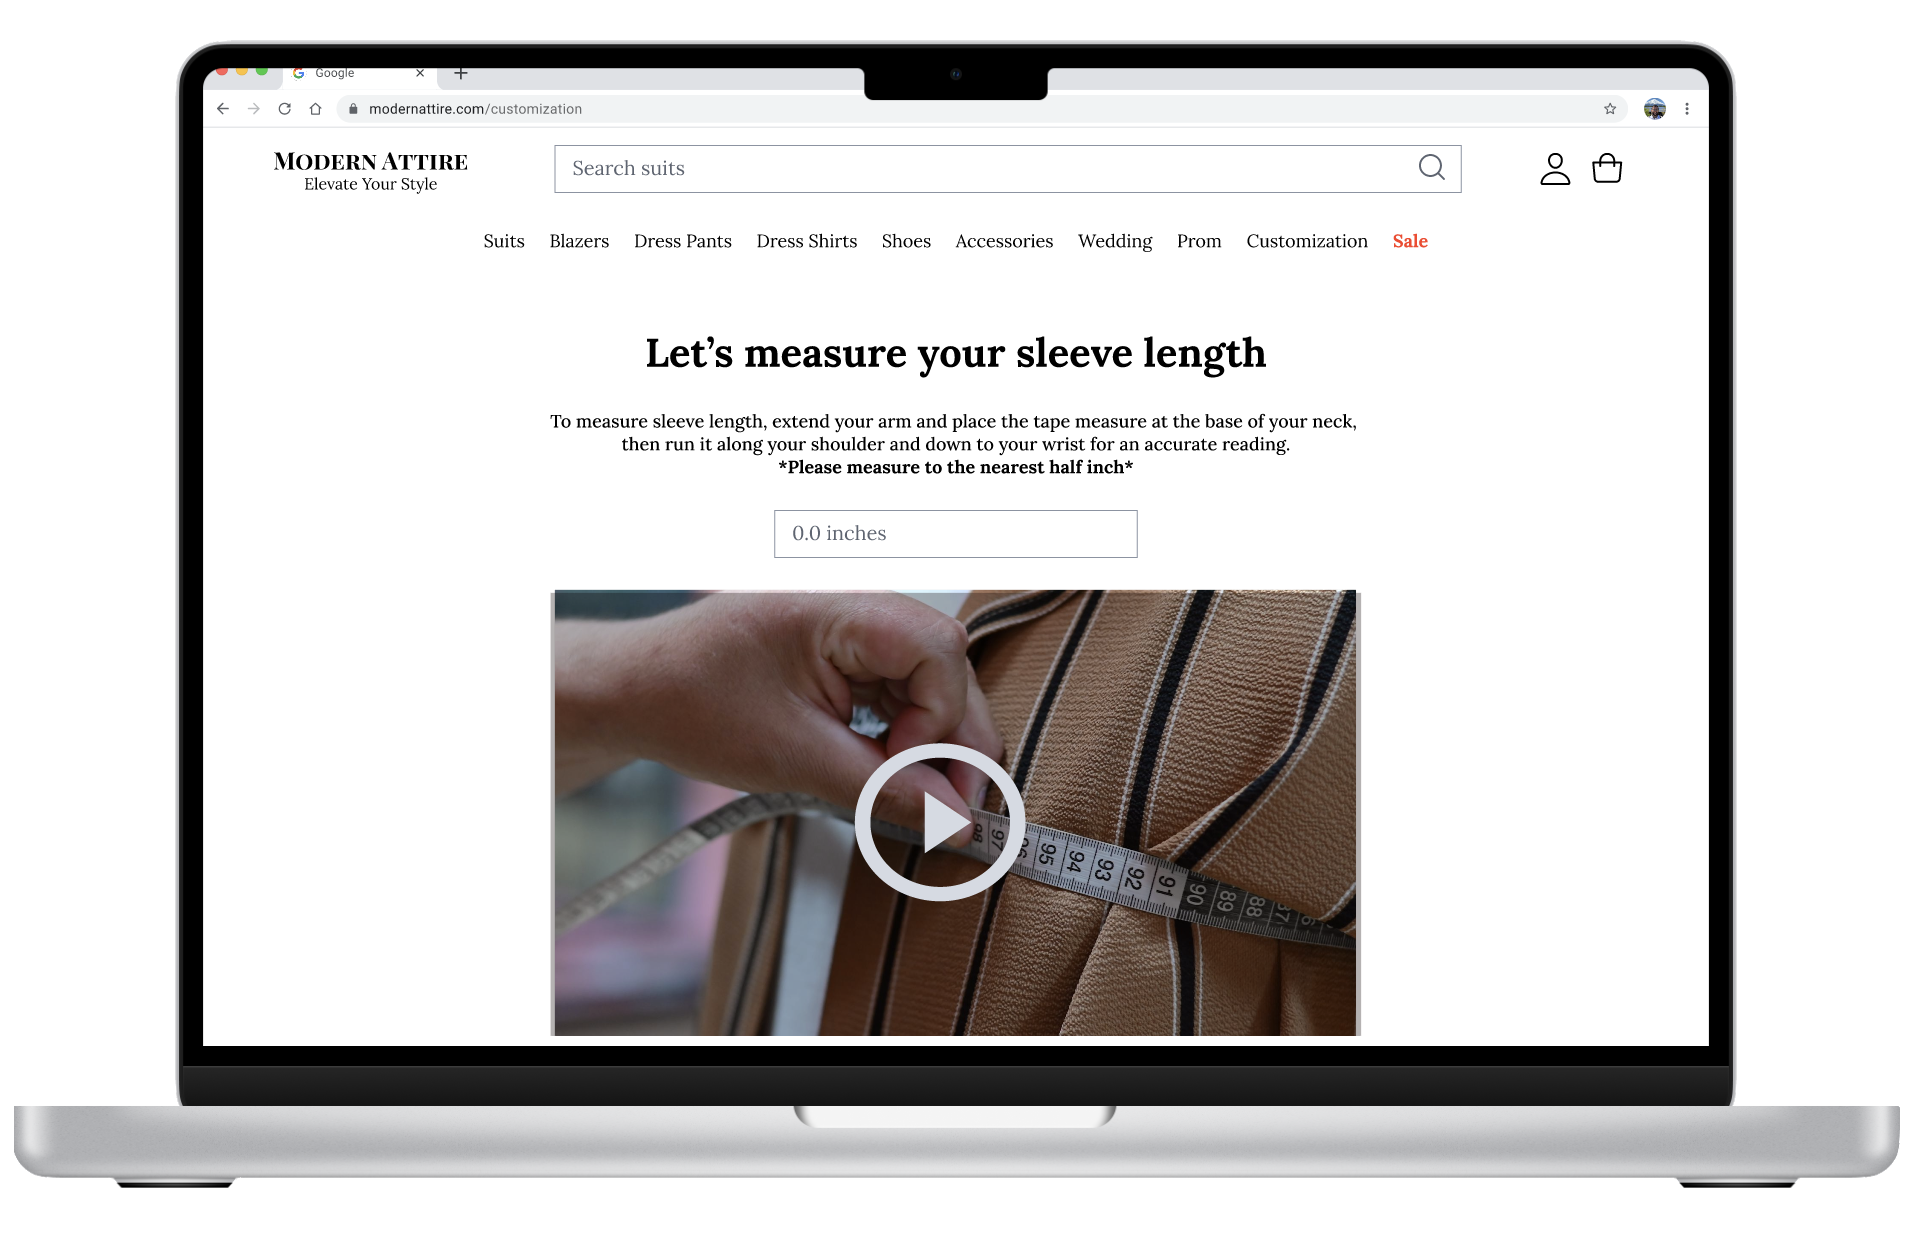 Google
modernattire.com/customization
MODERN ATTIRE
Elevate Your Style
Search suits
Suits Blazers Dress Pants Dress Shirts Shoes Accessories Wedding Prom Customization Sale
Let’s measure your sleeve length
To measure sleeve length, extend your arm and place the tape measure at the base of your neck,
then run it along your shoulder and down to your wrist for an accurate reading.
*Please measure to the nearest half inch*
0.0 inches
98 97 96 95 94 93 92 91 90 89 88 87